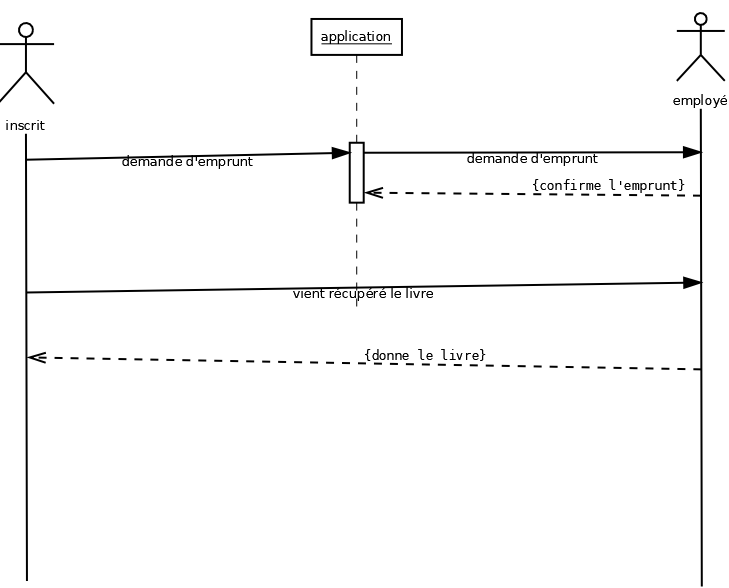 application
employé
inscrit
demande d'emprunt
demande d'emprunt
{confirme l'emprunt}
vient récupéré le livre
{donne le livre}